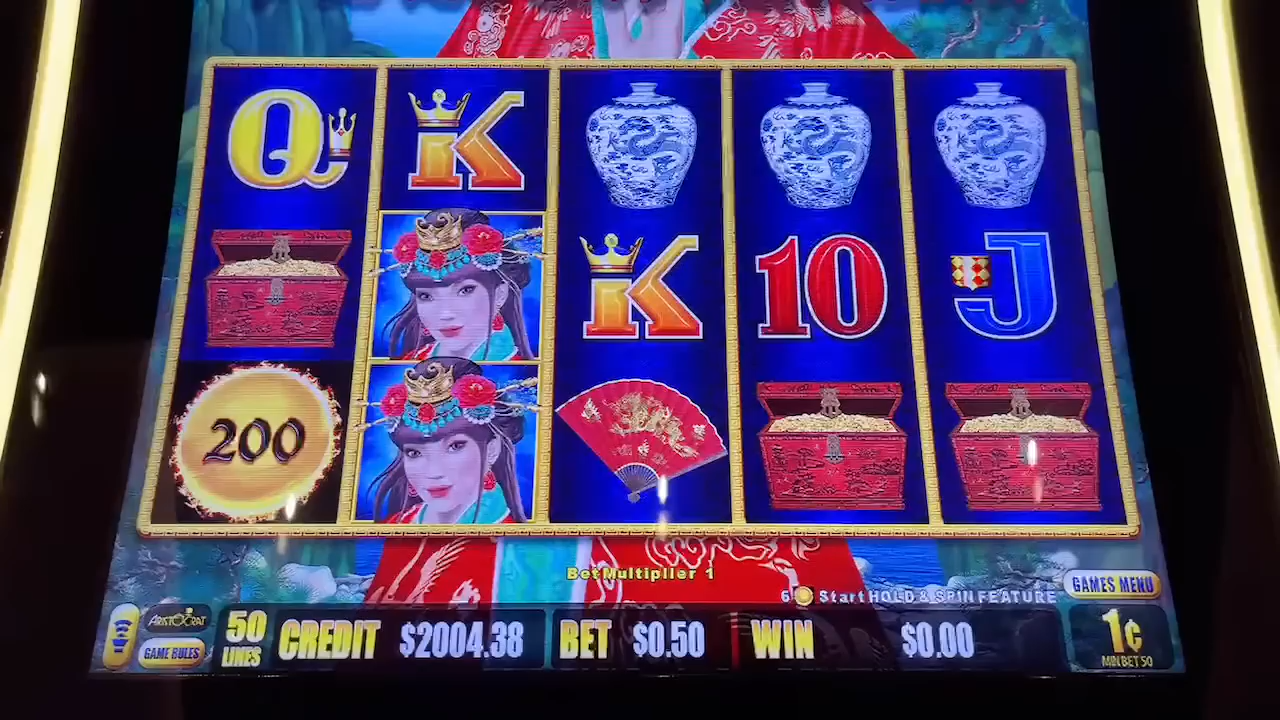 Q K
K 10 J
200
BetMultiplier 1
6 Start HOLD & SPIN FEATURE
GAMES MENU
ARISTOCRAT
GAME RULES
50
LINES
CREDIT $2004.38
BET $0.50
WIN $0.00
1¢
MIN BET 50